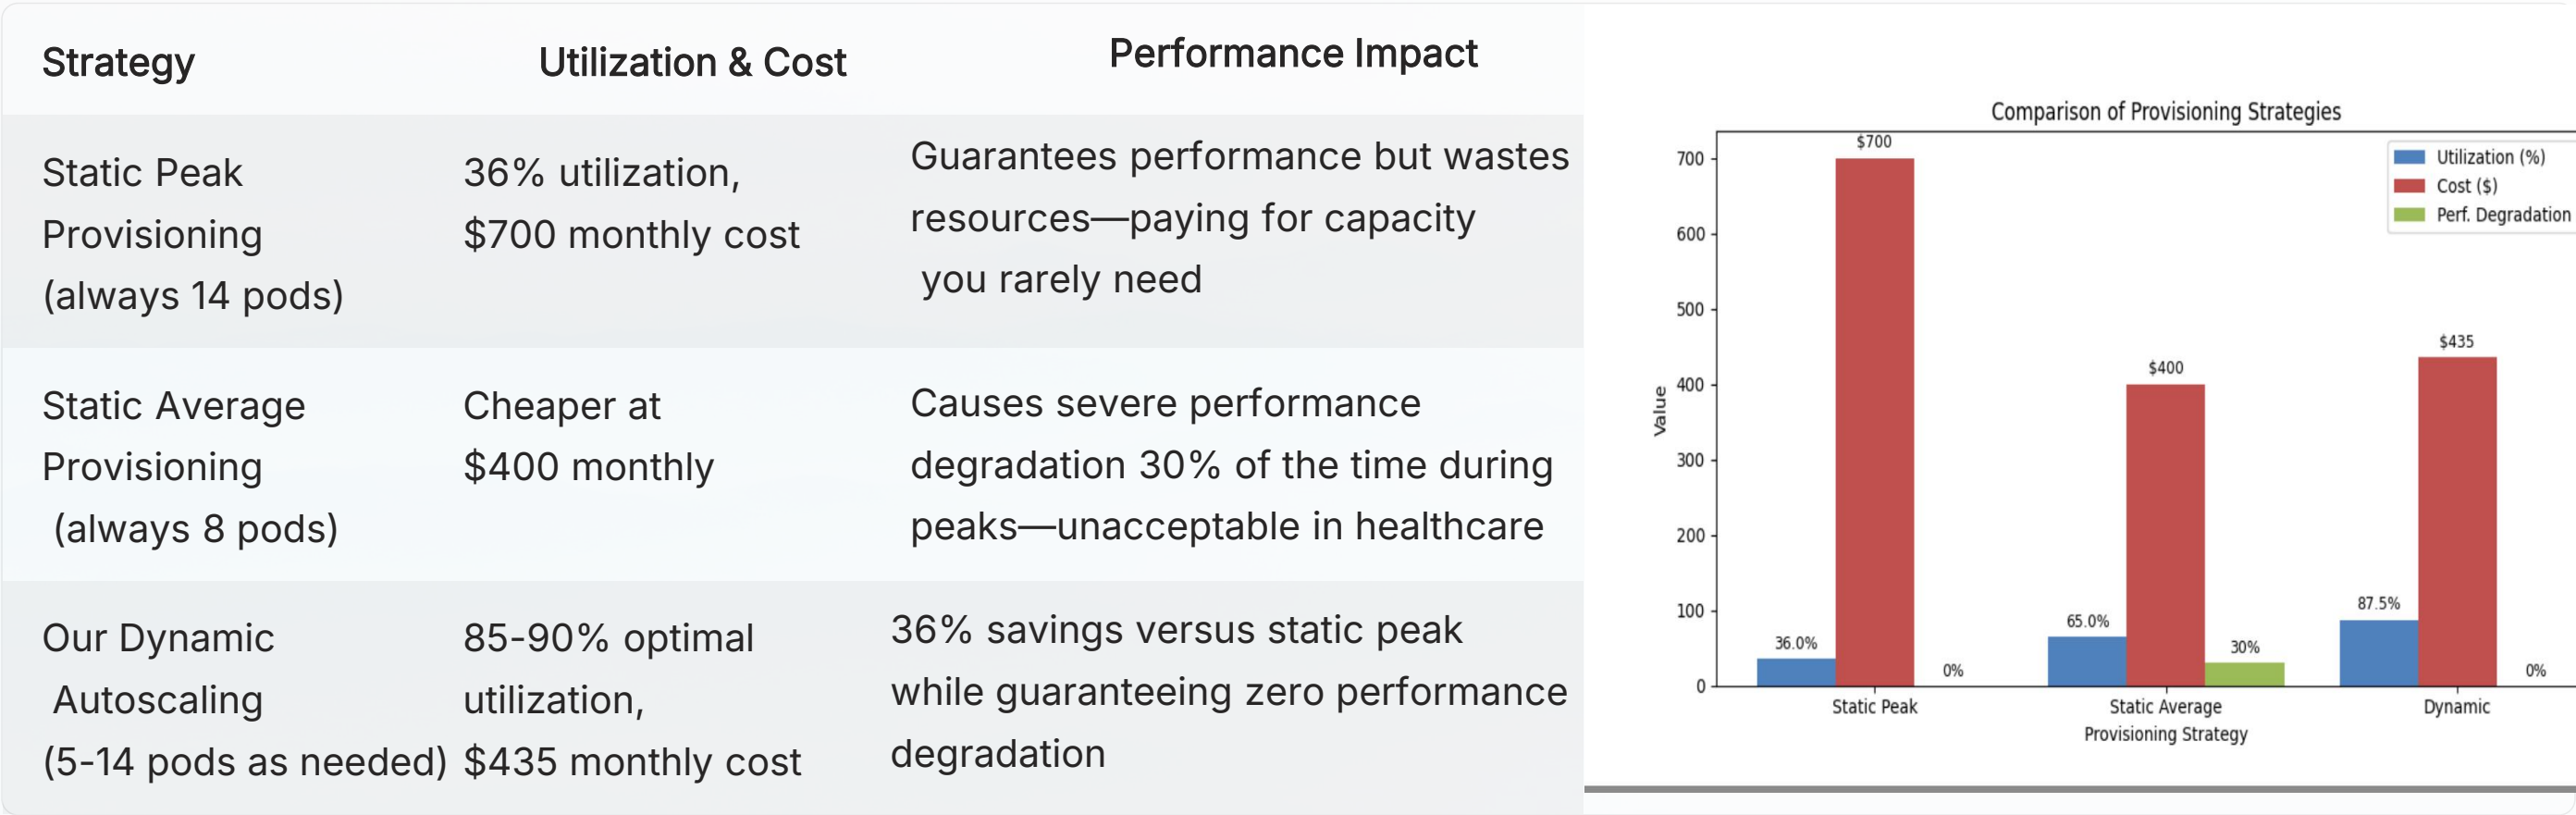 Strategy
Utilization & Cost
Performance Impact
Static Peak
Provisioning
(always 14 pods)
36% utilization,
$700 monthly cost
Guarantees performance but wastes
resources—paying for capacity
you rarely need
Static Average
Provisioning
(always 8 pods)
Cheaper at
$400 monthly
Causes severe performance
degradation 30% of the time during
peaks—unacceptable in healthcare
Our Dynamic
Autoscaling
(5-14 pods as needed)
85-90% optimal
utilization,
$435 monthly cost
36% savings versus static peak
while guaranteeing zero performance
degradation
Comparison of Provisioning Strategies
Utilization (%)
Cost ($)
Perf. Degradation
Value
700
600
500
400
300
200
100
0
36.0%
$700
0%
65.0%
$400
30%
87.5%
$435
0%
Static Peak
Static Average
Dynamic
Provisioning Strategy